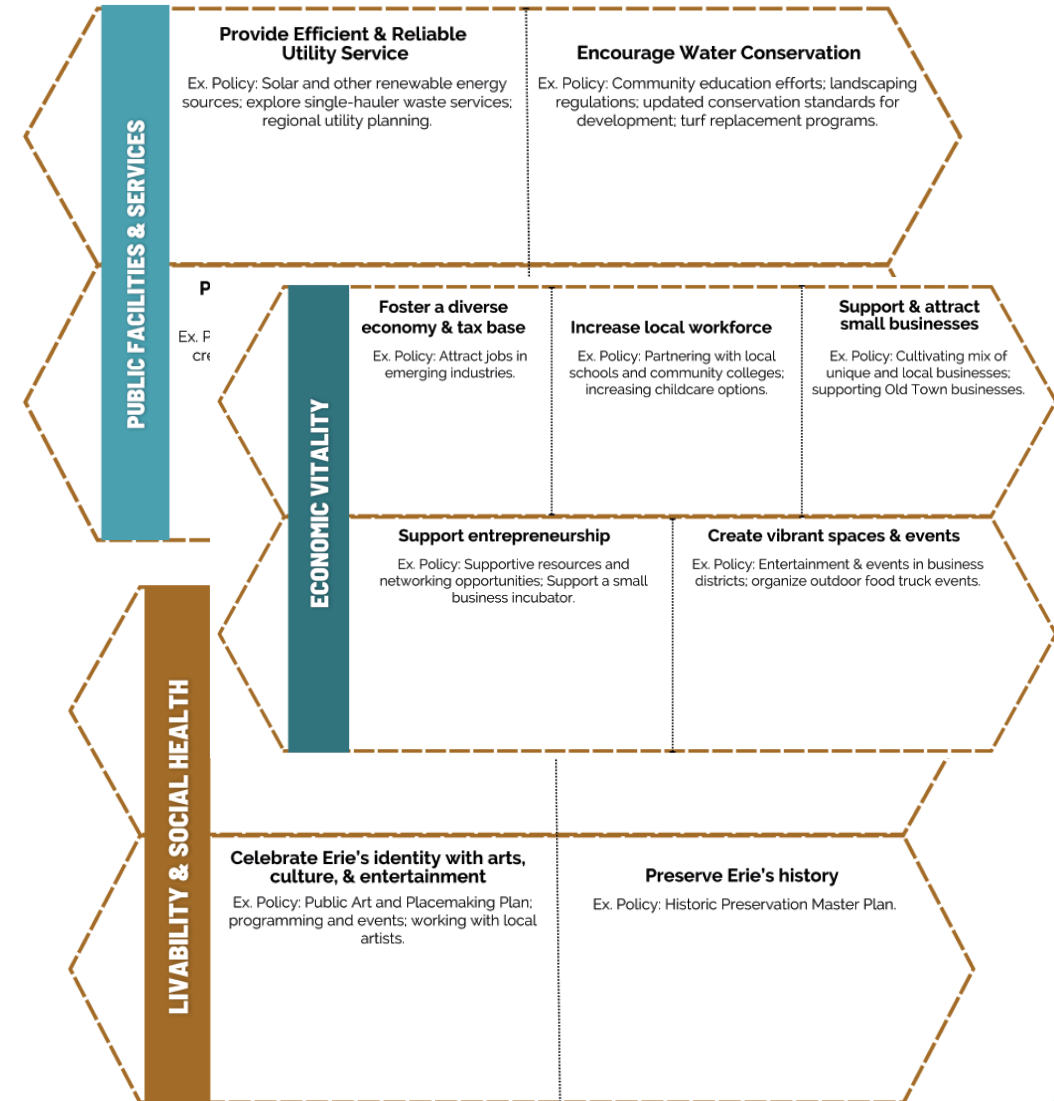 PUBLIC FACILITIES & SERVICES
Provide Efficient & Reliable
Utility Service
Ex. Policy: Solar and other renewable energy
sources; explore single-hauler waste services;
regional utility planning.
Encourage Water Conservation
Ex. Policy: Community education efforts; landscaping
regulations; updated conservation standards for
development; turf replacement programs.
P
Ex. P
cre
ECONOMIC VITALITY
Foster a diverse
economy & tax base
Ex. Policy: Attract jobs in
emerging industries.
Increase local workforce
Ex. Policy: Partnering with local
schools and community colleges;
increasing childcare options.
Support & attract
small businesses
Ex. Policy: Cultivating mix of
unique and local businesses;
supporting Old Town businesses.
Support entrepreneurship
Ex. Policy: Supportive resources and
networking opportunities; Support a small
business incubator.
Create vibrant spaces & events
Ex. Policy: Entertainment & events in business
districts; organize outdoor food truck events.
LIVABILITY & SOCIAL HEALTH
Celebrate Erie's identity with arts,
culture, & entertainment
Ex. Policy: Public Art and Placemaking Plan;
programming and events; working with local
artists.
Preserve Erie's history
Ex. Policy: Historic Preservation Master Plan.